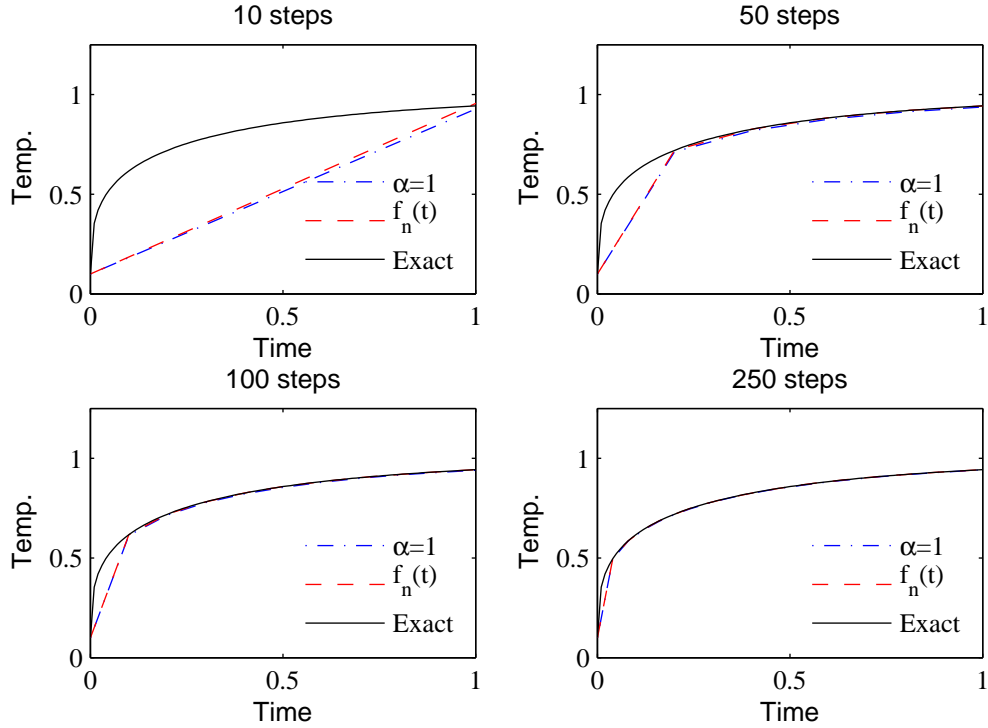 10 steps
Temp.
1
0.5
0
α=1
f_n(t)
Exact
0
0.5
1
Time
50 steps
Temp.
1
0.5
0
α=1
f_n(t)
Exact
0
0.5
1
Time
100 steps
Temp.
1
0.5
0
α=1
f_n(t)
Exact
0
0.5
1
Time
250 steps
Temp.
1
0.5
0
α=1
f_n(t)
Exact
0
0.5
1
Time